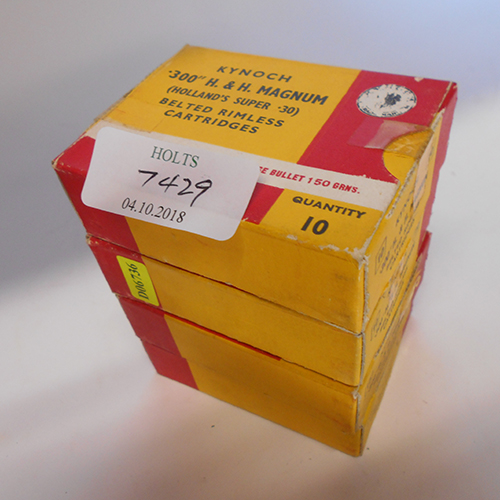 KYNOCH
·300" H. & H. MAGNUM
(HOLLAND'S SUPER ·30)
BELTED RIMLESS
CARTRIDGES
BULLET 150 GRNS.
QUANTITY
10
HOLTS
7429
04.10.2018
D06736